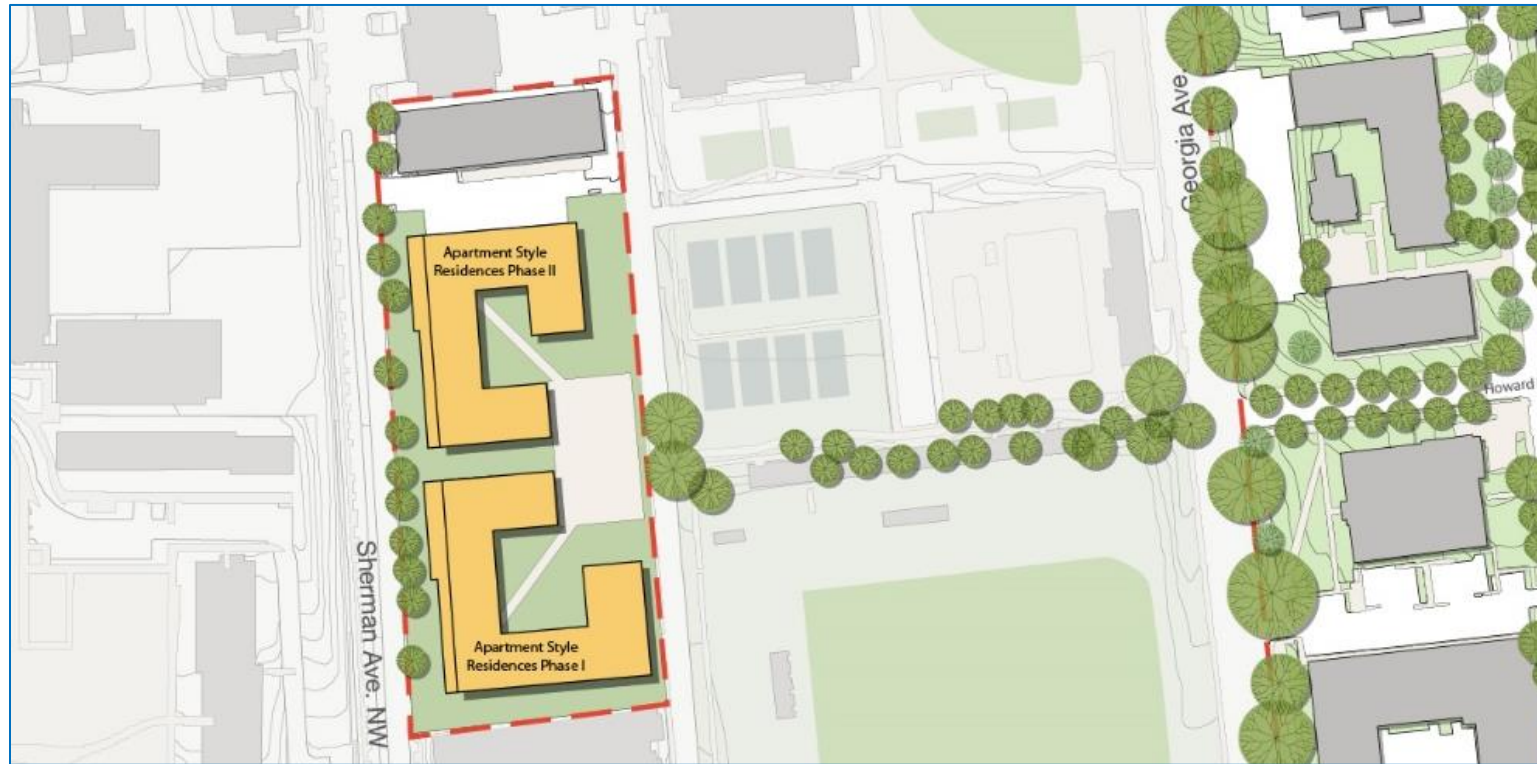 Georgia Ave.
Apartment Style
Residences Phase II
Howard
Sherman Ave. NW
Apartment Style
Residences Phase I